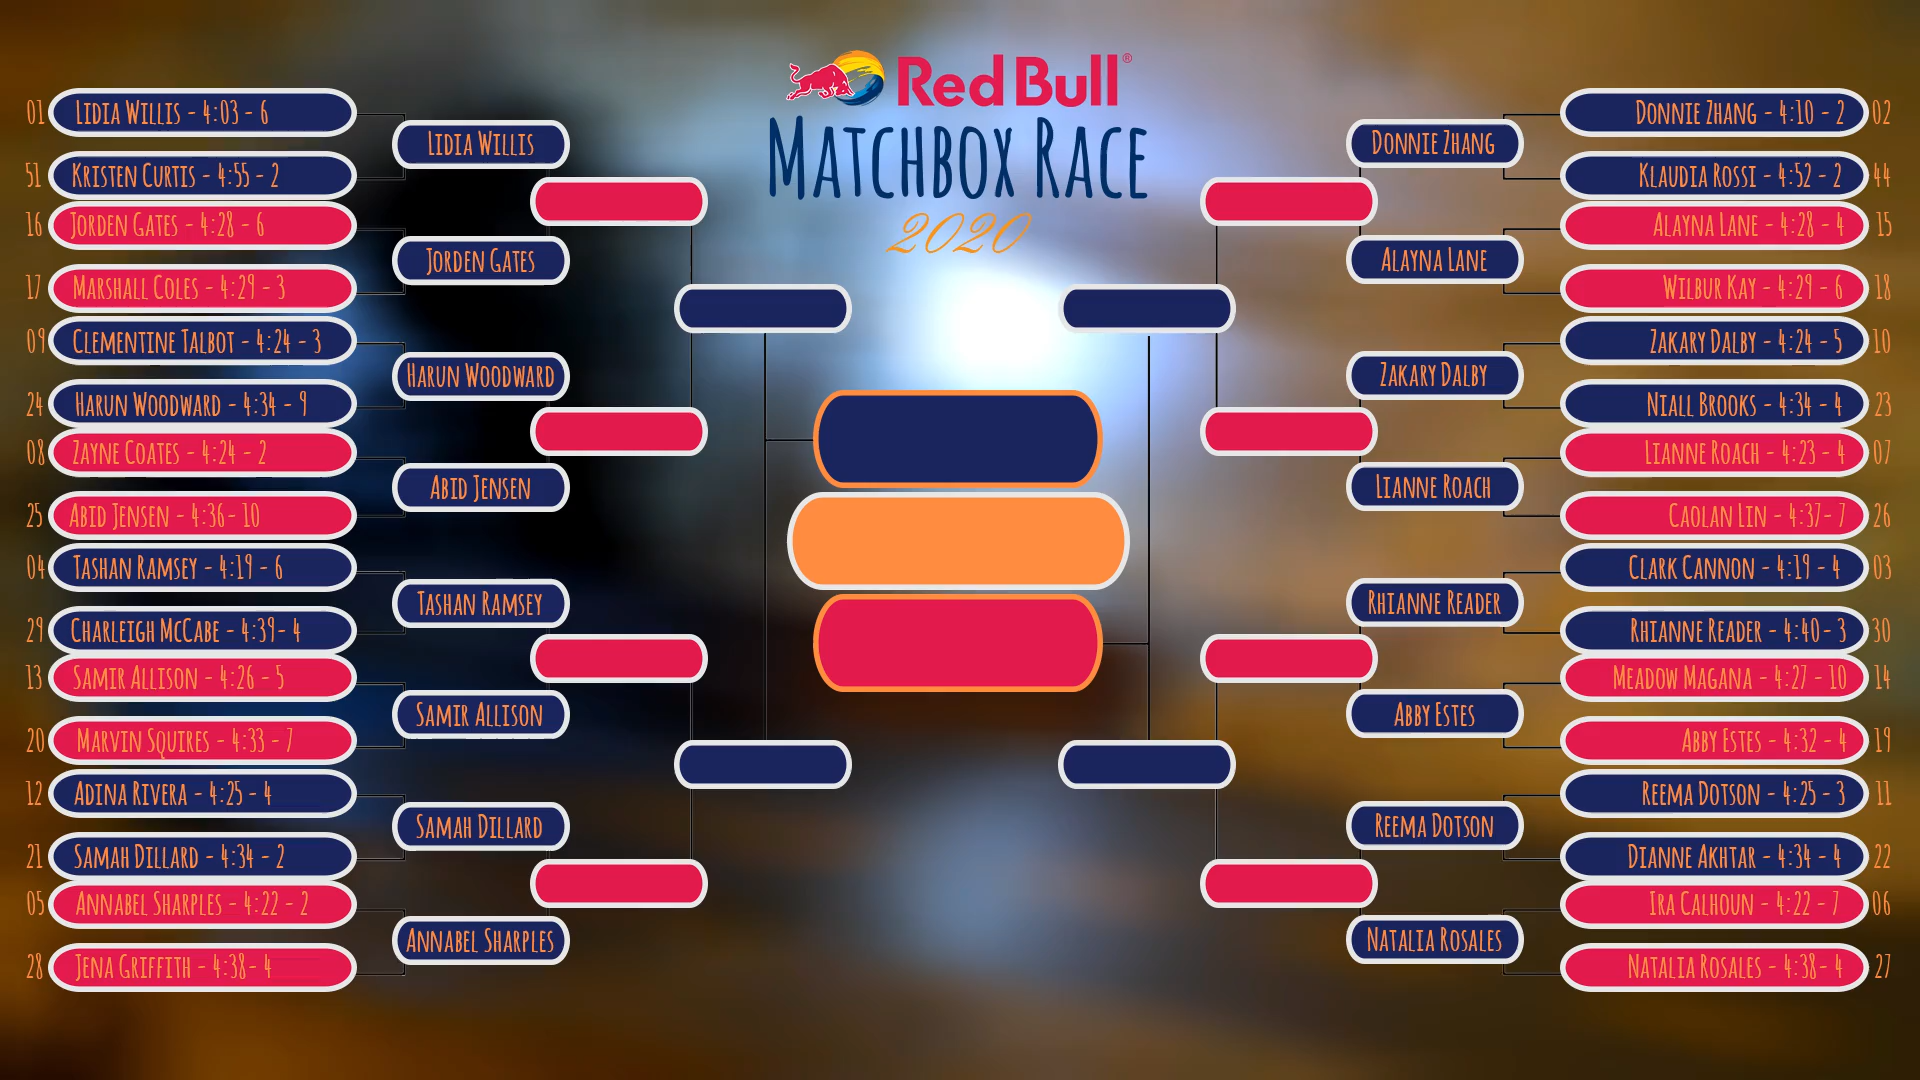 Red Bull®
Matchbox Race
2020
01 Lidia Willis - 4:03 - 6
51 Kristen Curtis - 4:55 - 2
16 Jorden Gates - 4:28 - 6
17 Marshall Coles - 4:29 - 3
09 Clementine Talbot - 4:24 - 3
24 Harun Woodward - 4:34 - 9
08 Zayne Coates - 4:24 - 2
25 Abid Jensen - 4:36- 10
04 Tashan Ramsey - 4:19 - 6
29 Charleigh McCabe - 4:39- 4
13 Samir Allison - 4:26 - 5
20 Marvin Squires - 4:33 - 7
12 Adina Rivera - 4:25 - 4
21 Samah Dillard - 4:34 - 2
05 Annabel Sharples - 4:22 - 2
28 Jena Griffith - 4:38- 4
Lidia Willis
Jorden Gates
Harun Woodward
Abid Jensen
Tashan Ramsey
Samir Allison
Samah Dillard
Annabel Sharples
Donnie Zhang
Alayna Lane
Zakary Dalby
Lianne Roach
Rhianne Reader
Abby Estes
Reema Dotson
Natalia Rosales
Donnie Zhang - 4:10 - 2 02
Klaudia Rossi - 4:52 - 2 44
Alayna Lane - 4:28 - 4 15
Wilbur Kay - 4:29 - 6 18
Zakary Dalby - 4:24 - 5 10
Niall Brooks - 4:34 - 4 23
Lianne Roach - 4:23 - 4 07
Caolan Lin - 4:37- 7 26
Clark Cannon - 4:19 - 4 03
Rhianne Reader - 4:40- 3 30
Meadow Magana - 4:27 - 10 14
Abby Estes - 4:32 - 4 19
Reema Dotson - 4:25 - 3 11
Dianne Akhtar - 4:34 - 4 22
Ira Calhoun - 4:22 - 7 06
Natalia Rosales - 4:38- 4 27